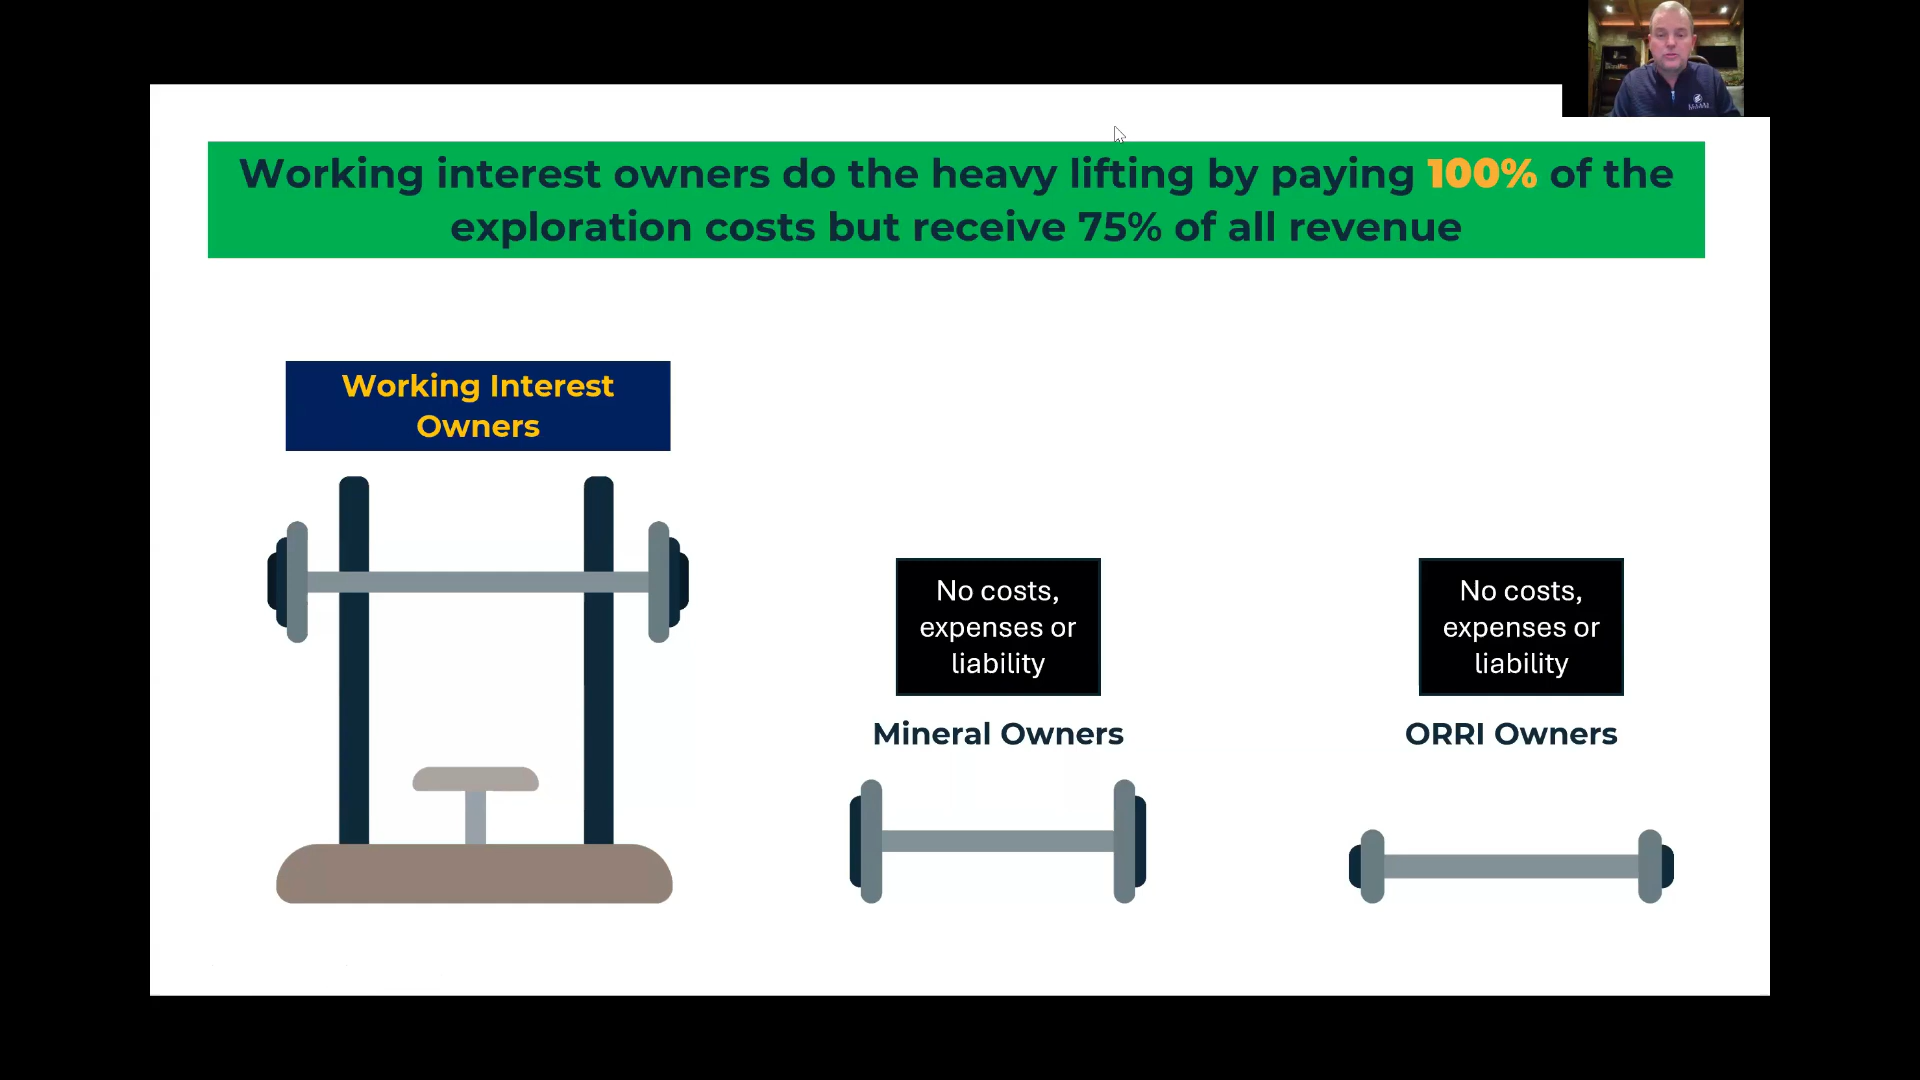 Working interest owners do the heavy lifting by paying 100% of the
exploration costs but receive 75% of all revenue
Working Interest
Owners
No costs,
expenses or
liability
Mineral Owners
No costs,
expenses or
liability
ORRI Owners